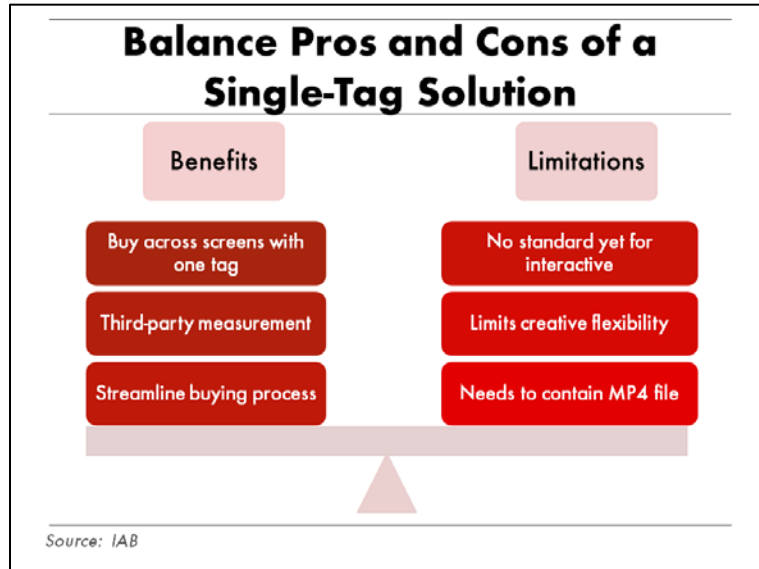 Balance Pros and Cons of a
Single-Tag Solution
Benefits
Limitations
Buy across screens with
one tag
No standard yet for
interactive
Third-party measurement
Limits creative flexibility
Streamline buying process
Needs to contain MP4 file
Source: IAB